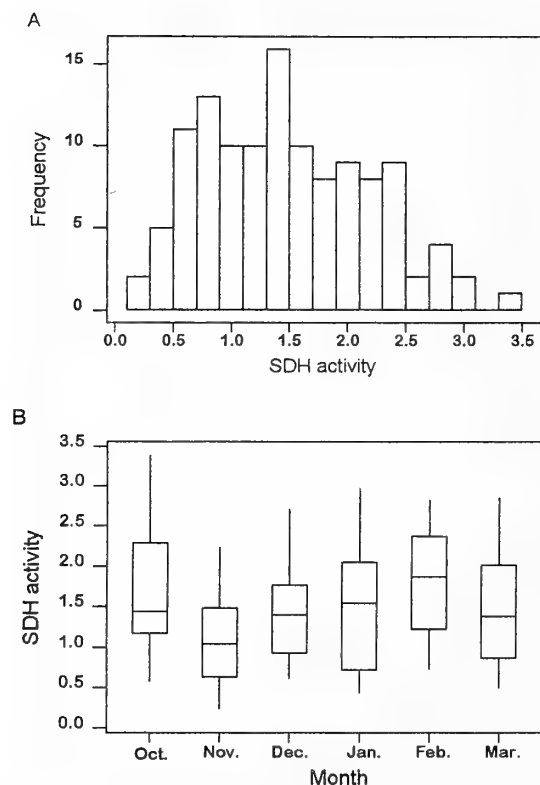 A
15
10
5
0
Frequency
0.0 0.5 1.0 1.5 2.0 2.5 3.0 3.5
SDH activity
B
3.5
3.0
2.5
2.0
1.5
1.0
0.5
0.0
SDH activity
Oct. Nov. Dec. Jan. Feb. Mar.
Month